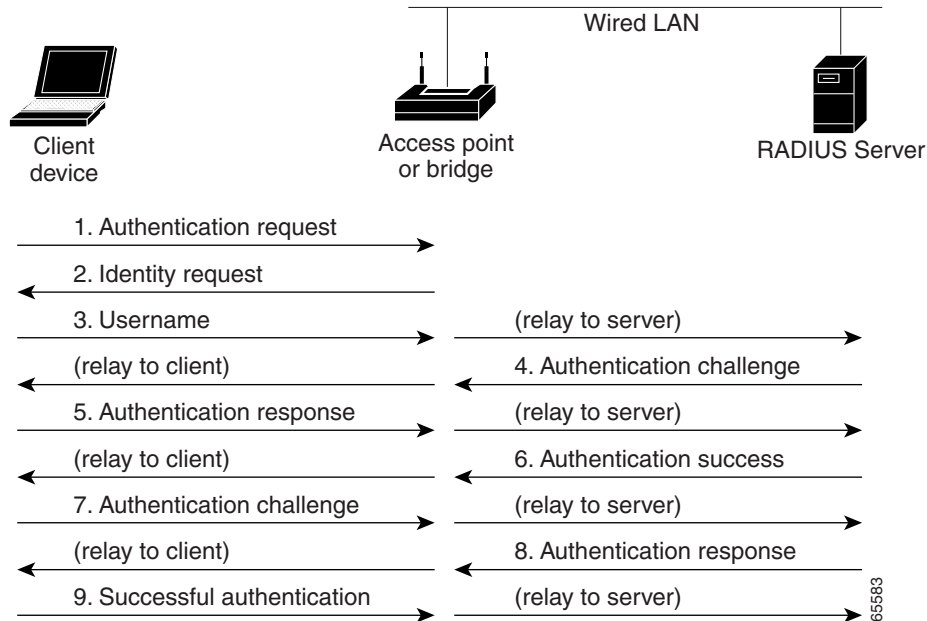 Wired LAN
Client
device
Access point
or bridge
RADIUS Server
1. Authentication request
2. Identity request
3. Username
(relay to server)
(relay to client)
4. Authentication challenge
5. Authentication response
(relay to server)
(relay to client)
6. Authentication success
7. Authentication challenge
(relay to server)
(relay to client)
8. Authentication response
9. Successful authentication
(relay to server)
65583